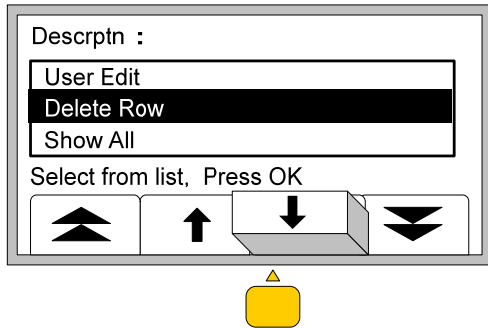 Descrptn :
User Edit
Delete Row
Show All
Select from list, Press OK